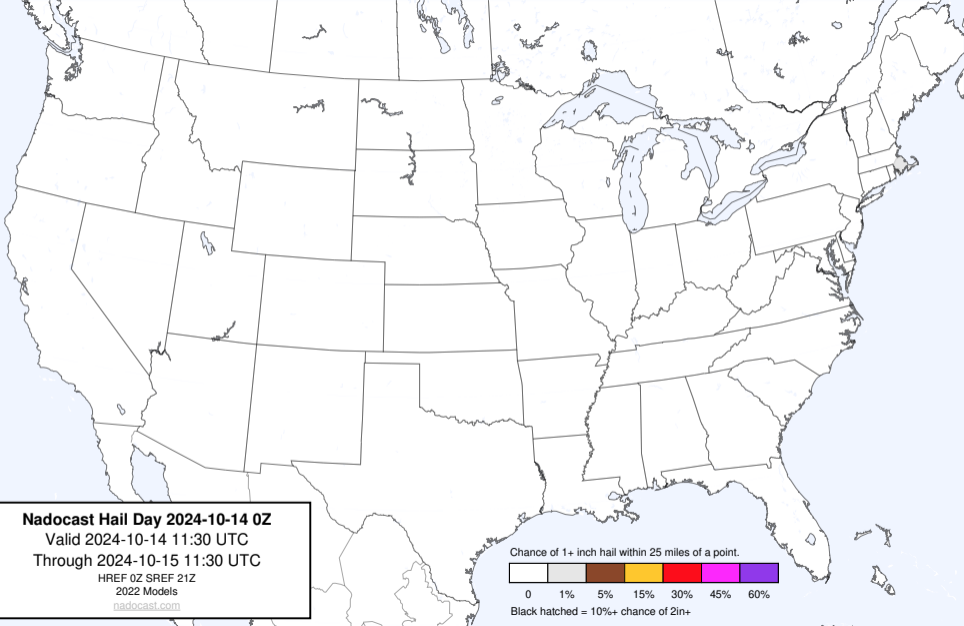 Nadocast Hail Day 2024-10-14 0Z
Valid 2024-10-14 11:30 UTC
Through 2024-10-15 11:30 UTC
HREF 0Z SREF 21Z
2022 Models
nadocast.com
Chance of 1+ inch hail within 25 miles of a point.
0 1% 5% 15% 30% 45% 60%
Black hatched = 10%+ chance of 2in+